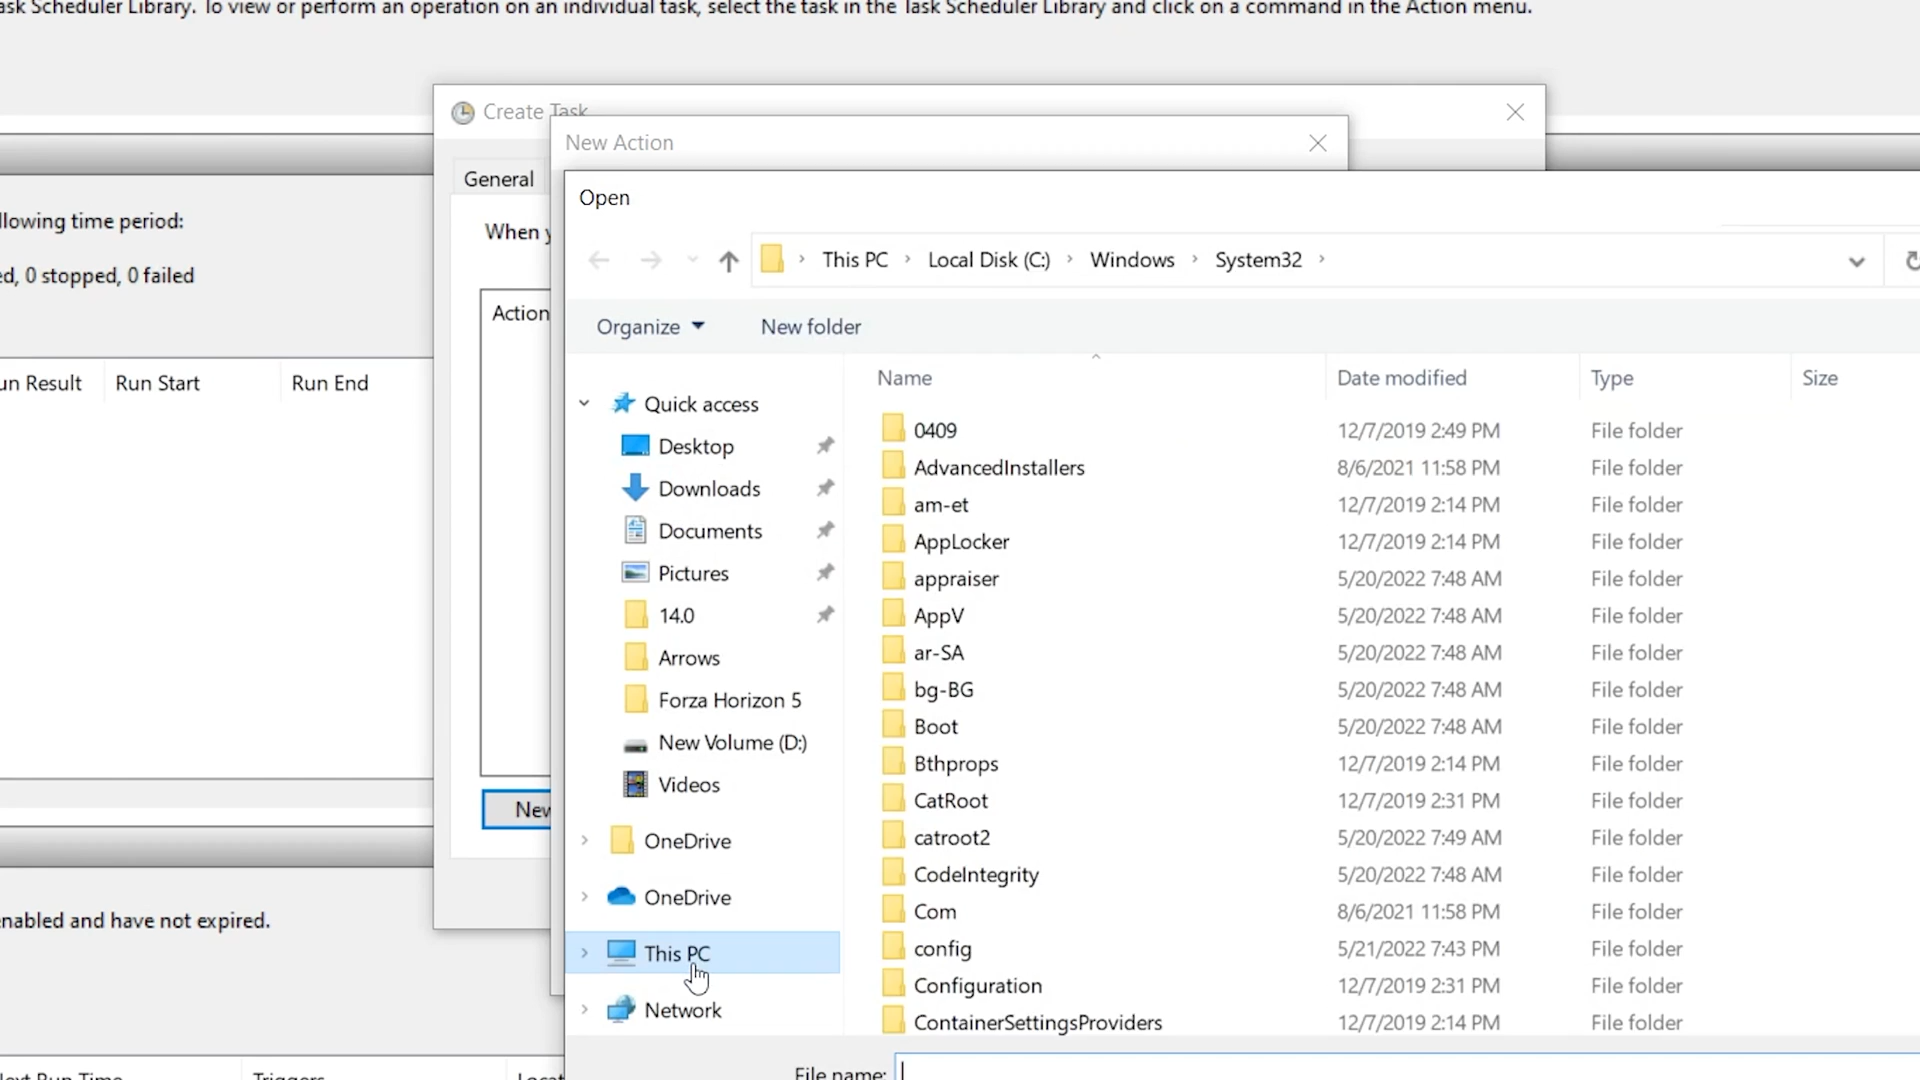 ask Scheduler Library. To view or perform an operation on an individual task, select the task in the Task Scheduler Library and click on a command in the Action menu.
Create Task
New Action
General
Open
llowing time period:
When y
This PC Local Disk (C:) Windows System32
ed, 0 stopped, 0 failed
Action
Organize New folder
un Result Run Start Run End
Name Date modified Type Size
Quick access
Desktop
Downloads
Documents
Pictures
14.0
Arrows
Forza Horizon 5
New Volume (D:)
Videos
OneDrive
OneDrive
This PC
Network
0409 12/7/2019 2:49 PM File folder
AdvancedInstallers 8/6/2021 11:58 PM File folder
am-et 12/7/2019 2:14 PM File folder
AppLocker 12/7/2019 2:14 PM File folder
appraiser 5/20/2022 7:48 AM File folder
AppV 5/20/2022 7:48 AM File folder
ar-SA 5/20/2022 7:48 AM File folder
bg-BG 5/20/2022 7:48 AM File folder
Boot 5/20/2022 7:48 AM File folder
Bthprops 12/7/2019 2:14 PM File folder
CatRoot 12/7/2019 2:31 PM File folder
catroot2 5/20/2022 7:49 AM File folder
CodeIntegrity 5/20/2022 7:48 AM File folder
Com 8/6/2021 11:58 PM File folder
config 5/21/2022 7:43 PM File folder
Configuration 12/7/2019 2:31 PM File folder
ContainerSettingsProviders 12/7/2019 2:14 PM File folder
New
enabled and have not expired.
File name:
Next Run Time Triggers Locat